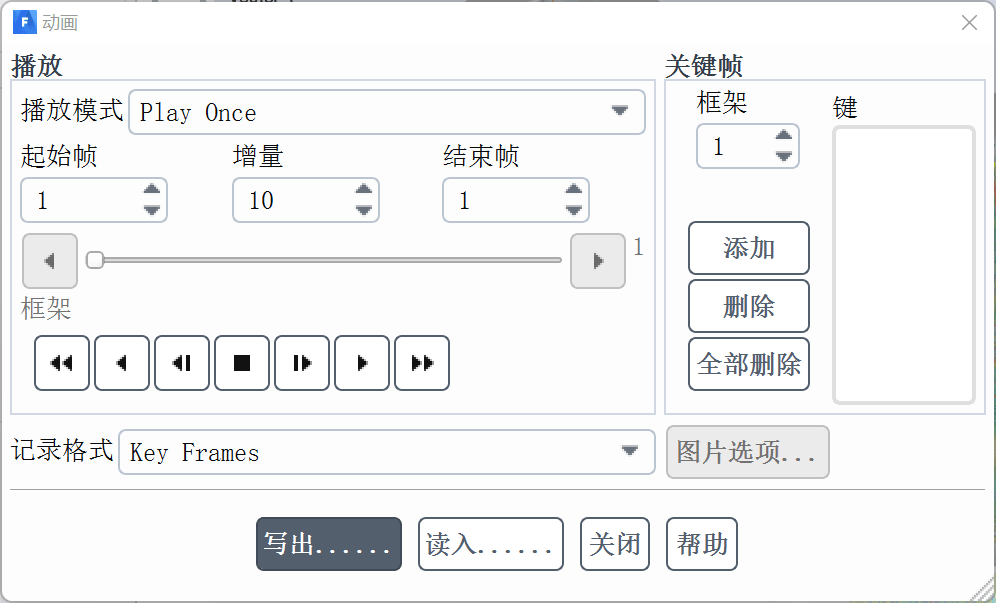 动画
播放
播放模式 Play Once
起始帧 增量 结束帧
1 10 1
1
框架
关键帧
框架 键
1
添加
删除
全部删除
记录格式 Key Frames 图片选项...
写出...... 读入...... 关闭 帮助